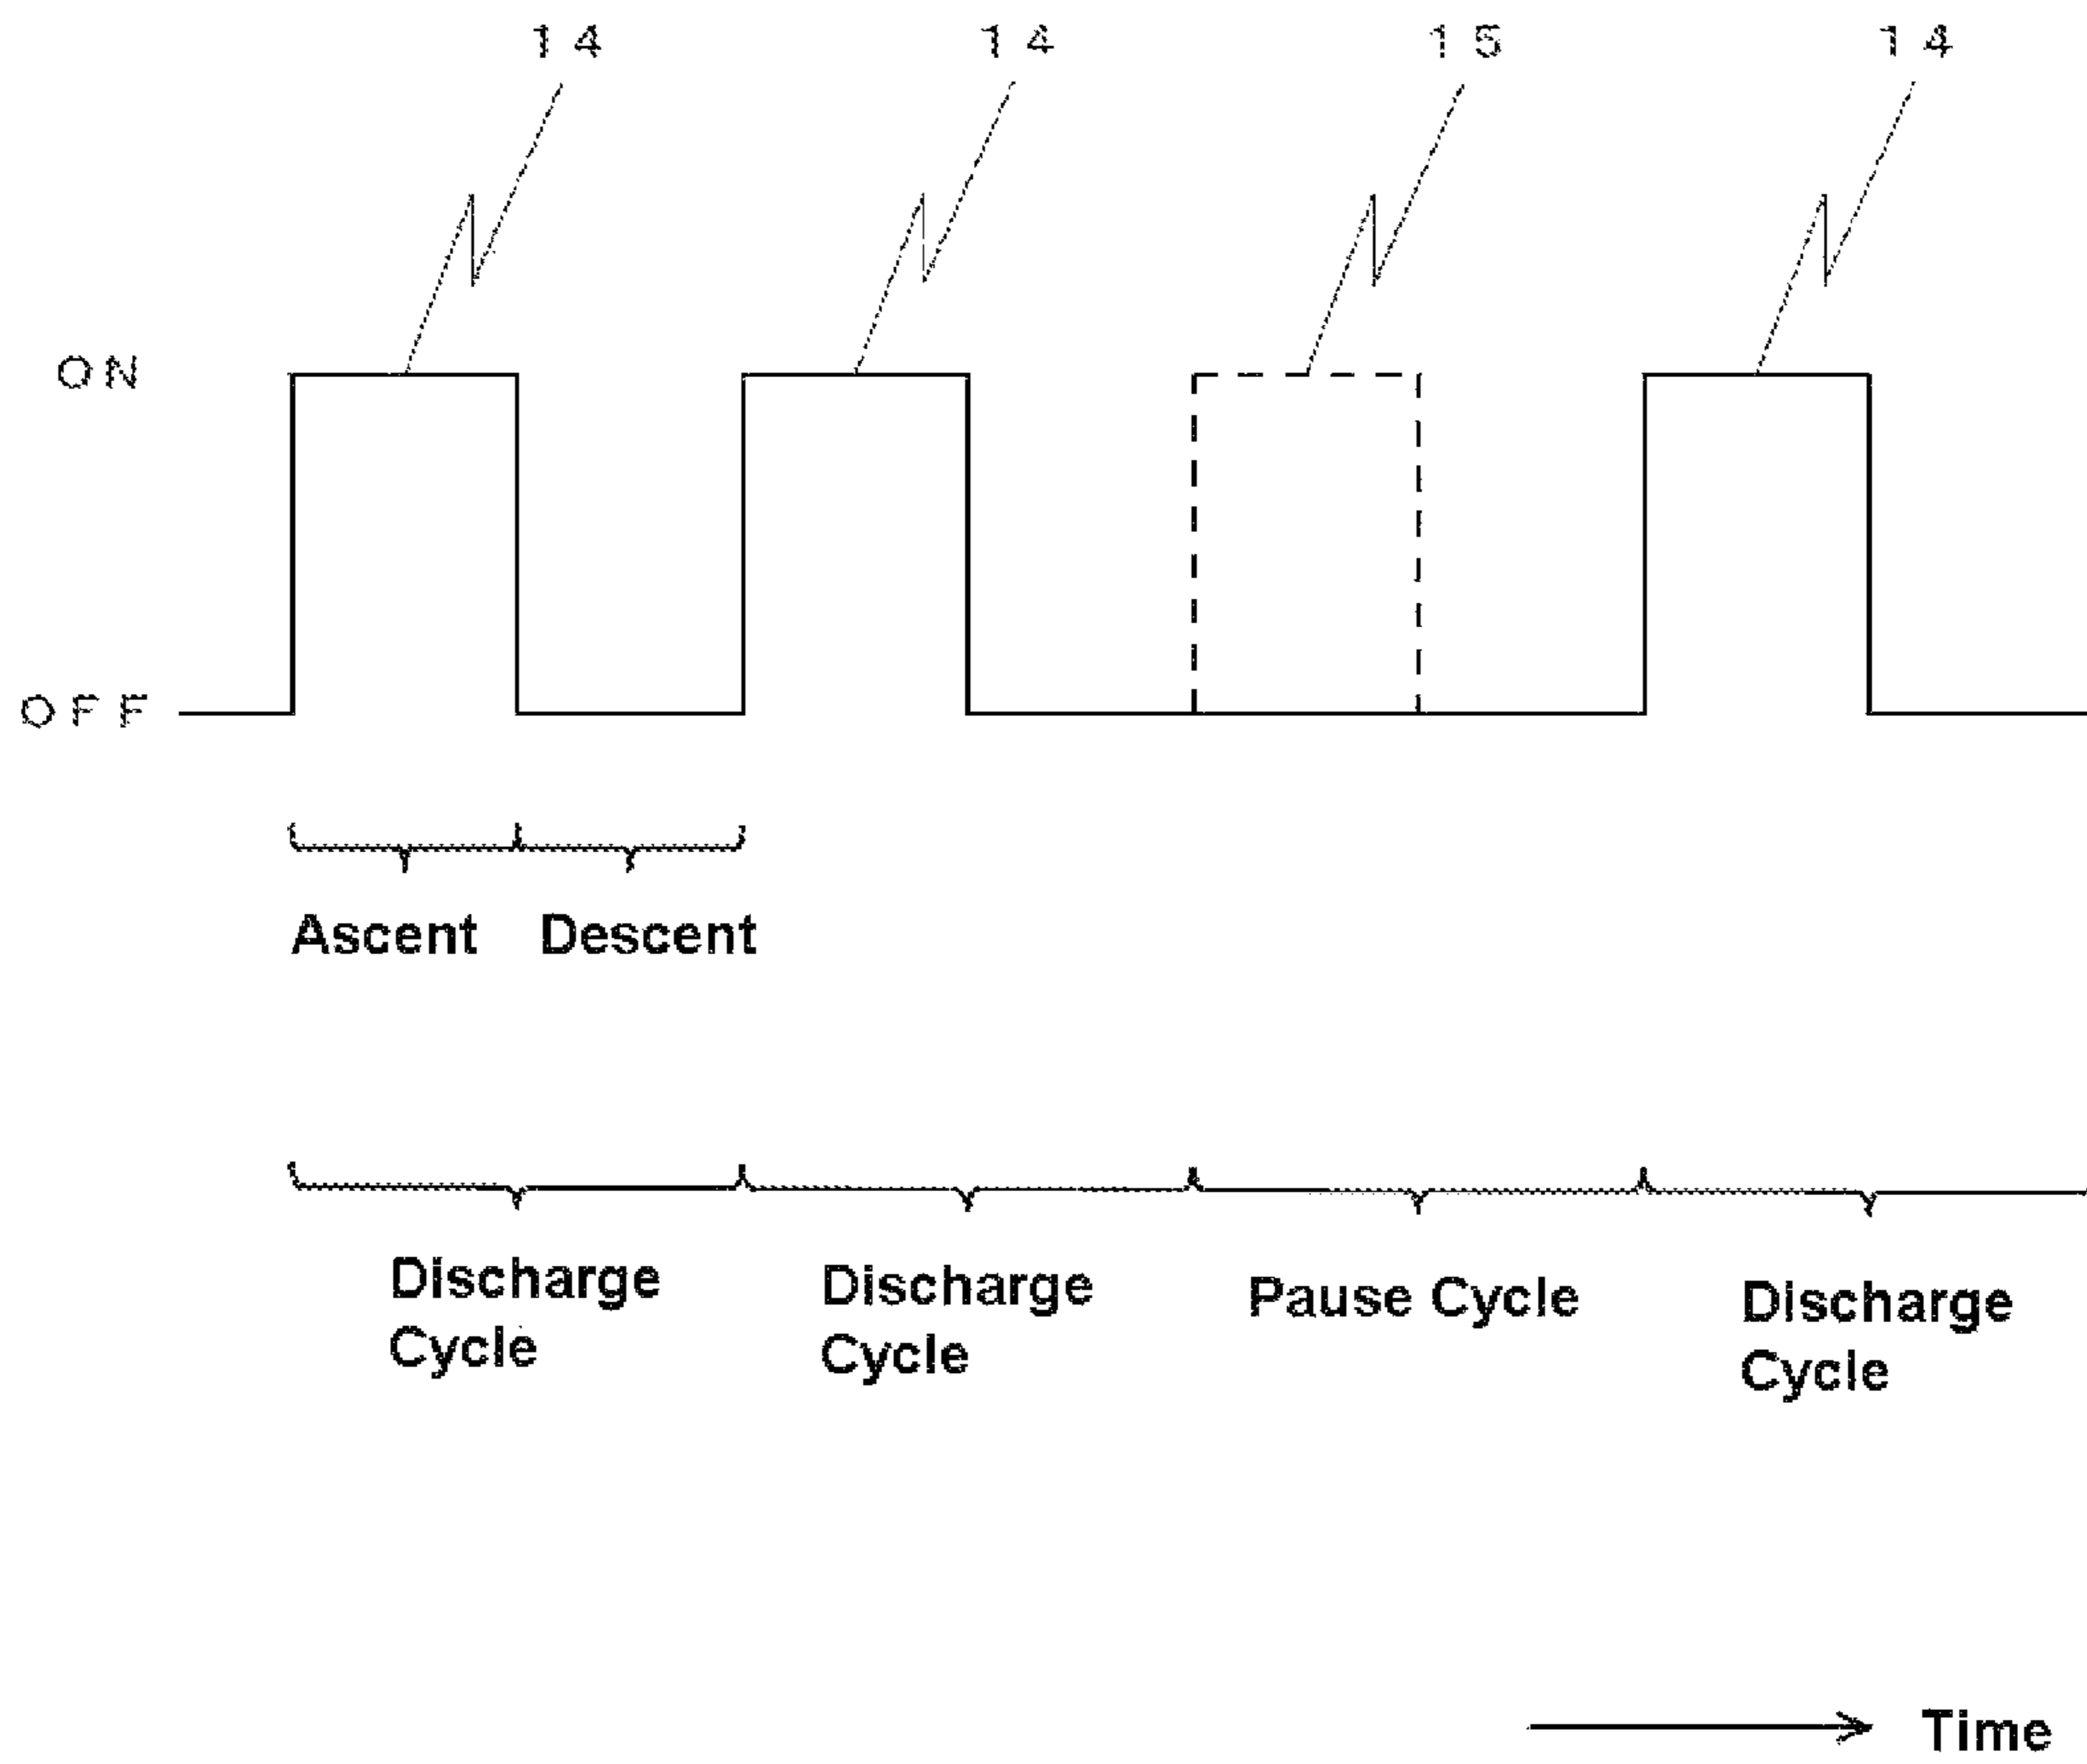 14 14 15 14
ON
OFF
Ascent Descent
Discharge Cycle
Discharge Cycle
Pause Cycle
Discharge Cycle
Time